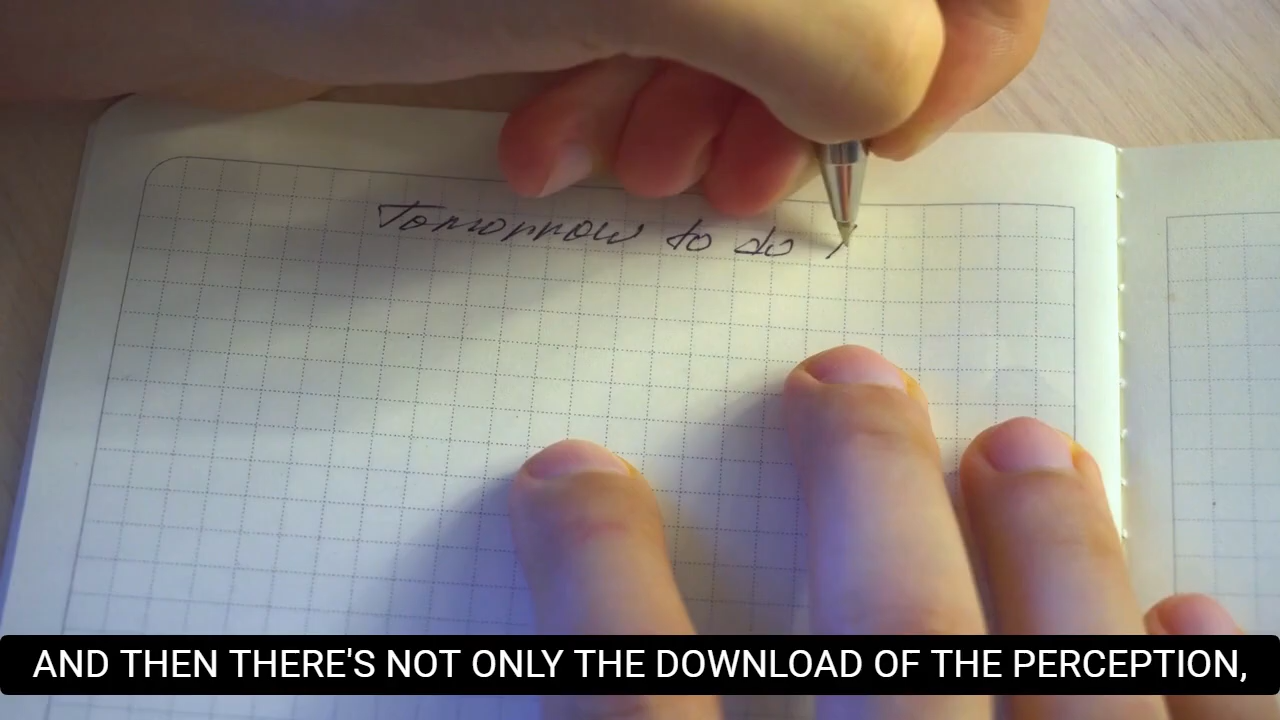 Tomorrow to do
AND THEN THERE'S NOT ONLY THE DOWNLOAD OF THE PERCEPTION,